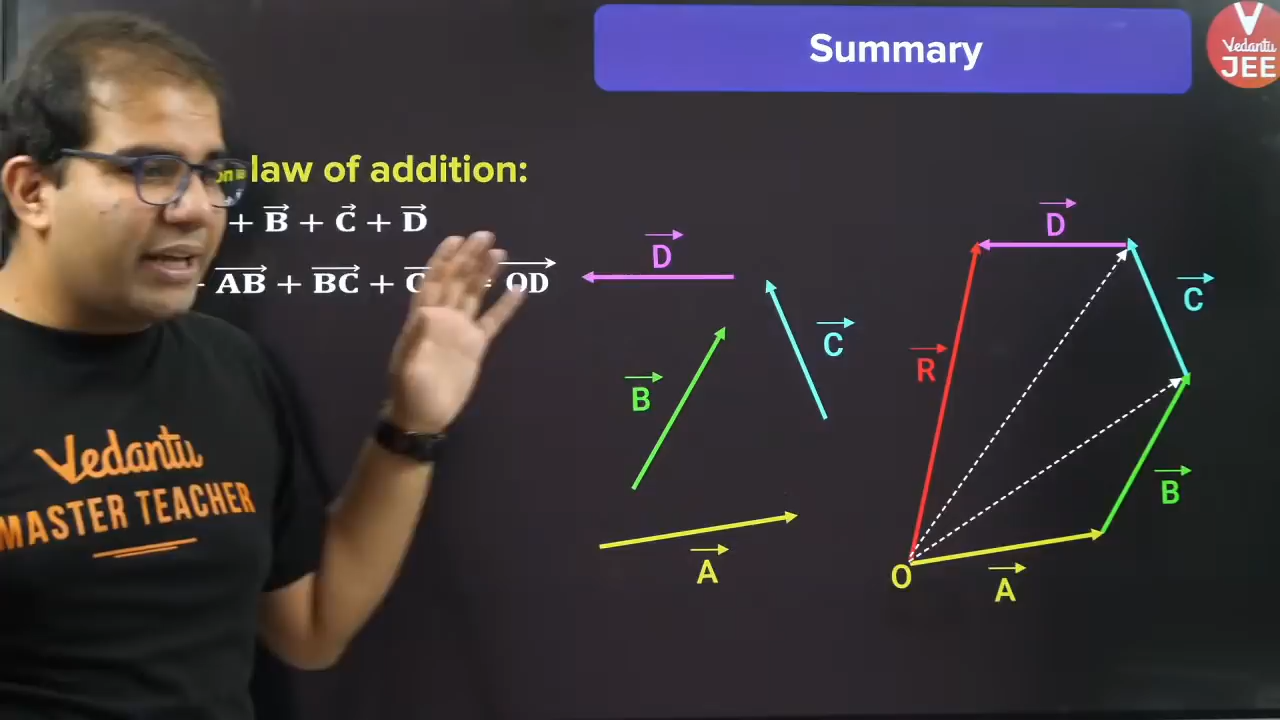 Summary
Vedantu
JEE
law of addition:
+ B⃗ + C⃗ + D⃗
AB⃗ + BC⃗ + = OD⃗
D⃗
D⃗
C⃗
C⃗
R⃗
B⃗
B⃗
A⃗
O
A⃗
Vedantu
MASTER TEACHER